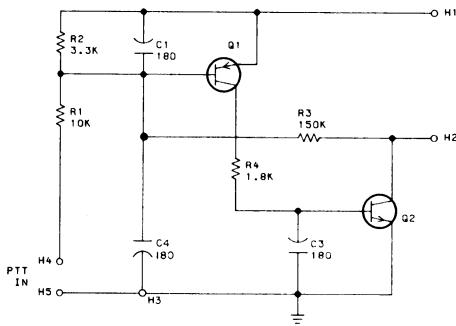 H1
R2
3.3K
C1
180
Q1
R1
10K
R3
150K
H2
R4
1.8K
Q2
C4
180
C3
180
H4
PTT
IN
H5
H3